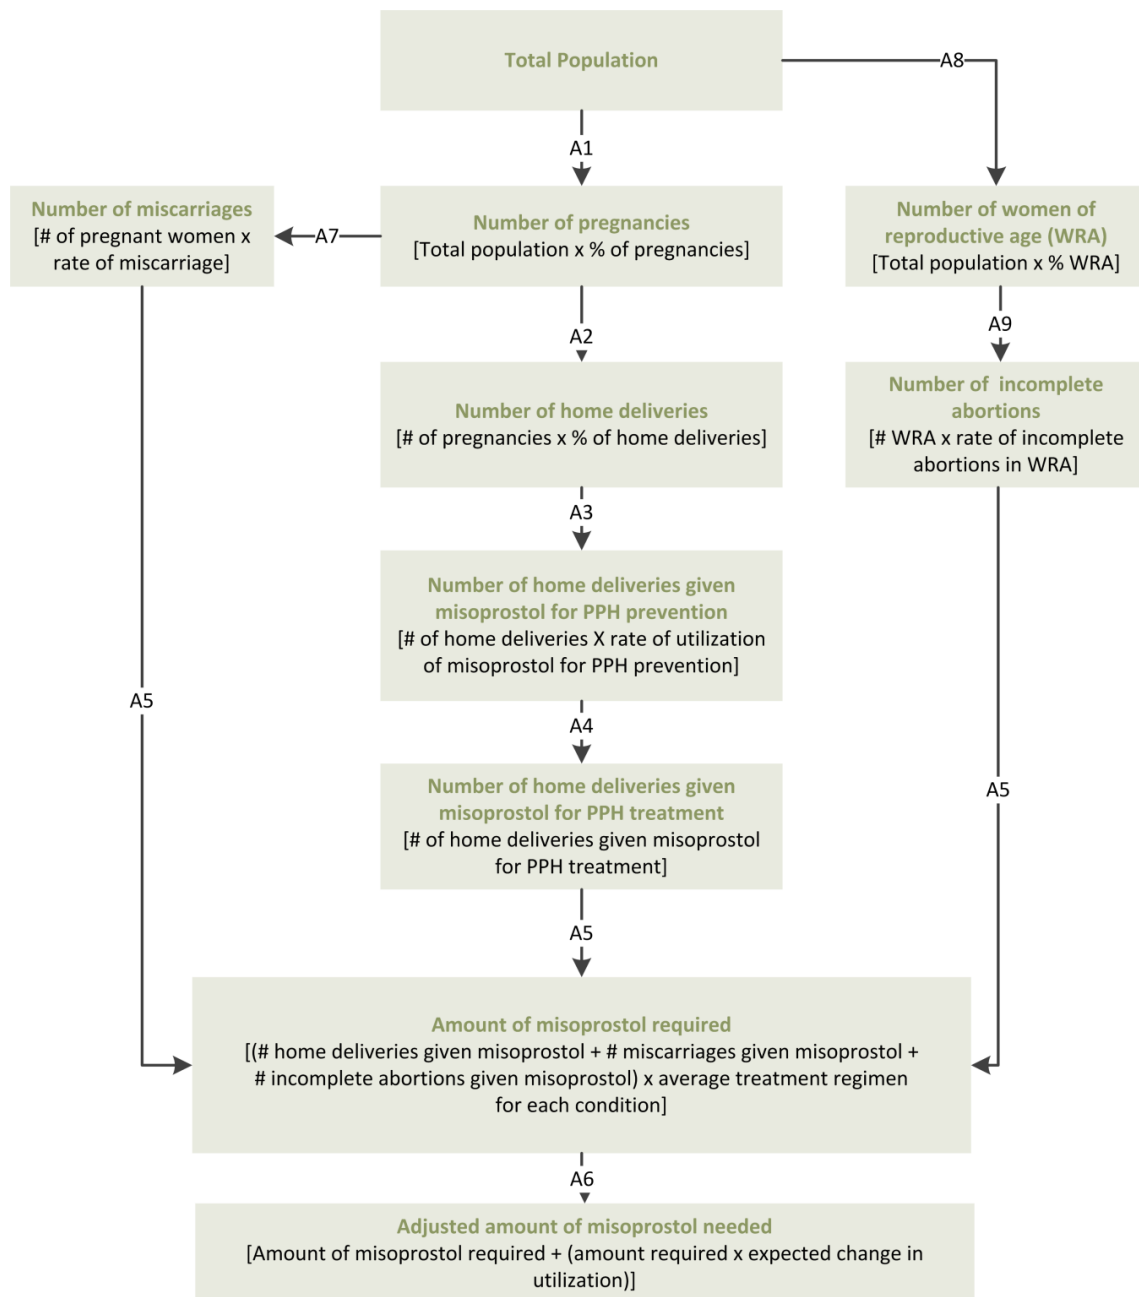 Total Population
A8
A1
Number of miscarriages
[# of pregnant women x
rate of miscarriage]
A7
Number of pregnancies
[Total population x % of pregnancies]
Number of women of
reproductive age (WRA)
[Total population x % WRA]
A2
A9
Number of home deliveries
[# of pregnancies x % of home deliveries]
Number of  incomplete
abortions
[# WRA x rate of incomplete
abortions in WRA]
A3
Number of home deliveries given
misoprostol for PPH prevention
[# of home deliveries X rate of utilization
of misoprostol for PPH prevention]
A5
A4
Number of home deliveries given
misoprostol for PPH treatment
[# of home deliveries given misoprostol
for PPH treatment]
A5
A5
Amount of misoprostol required
[(# home deliveries given misoprostol + # miscarriages given misoprostol +
# incomplete abortions given misoprostol) x average treatment regimen
for each condition]
A6
Adjusted amount of misoprostol needed
[Amount of misoprostol required + (amount required x expected change in
utilization)]